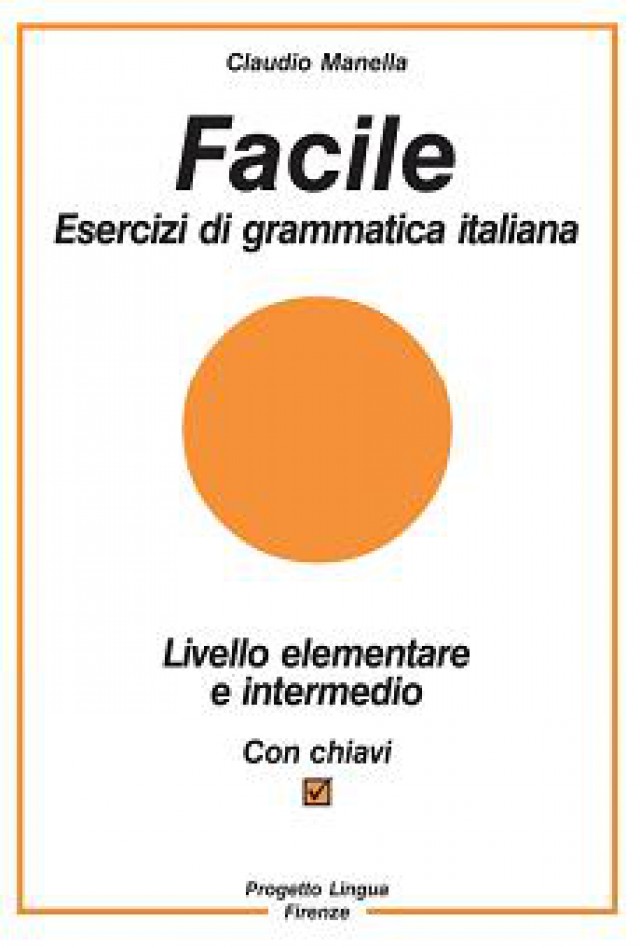 Claudio Manella
Facile
Esercizi di grammatica italiana
Livello elementare
e intermedio
Con chiavi
Progetto Lingua
Firenze